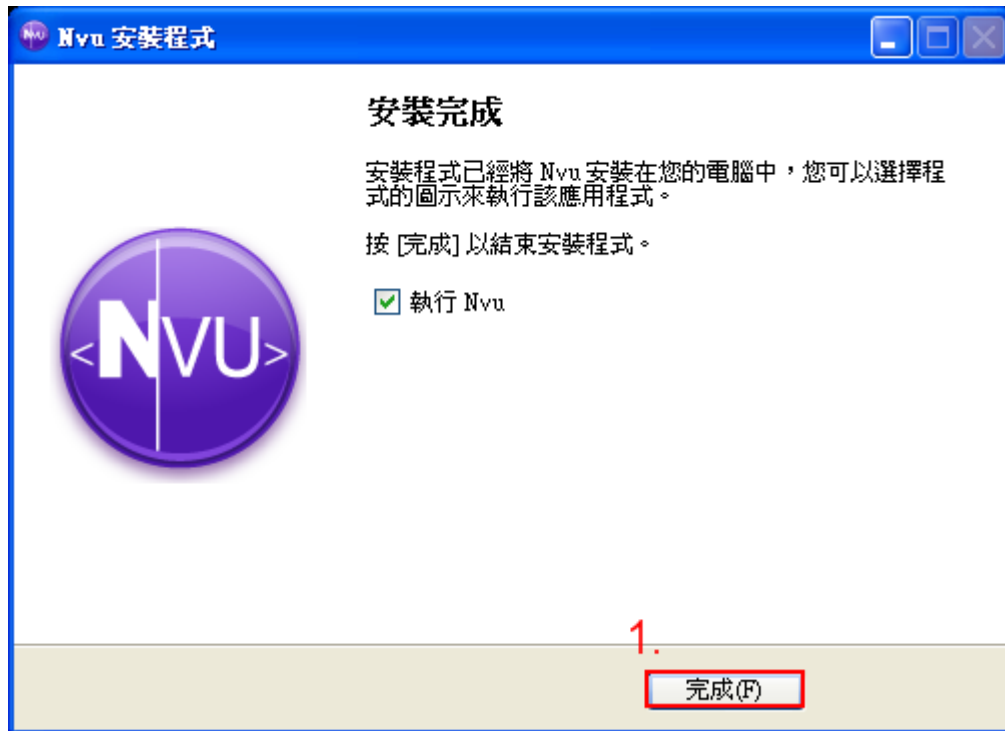 Nvu 安裝程式
安裝完成
安裝程式已經將 Nvu 安裝在您的電腦中，您可以選擇程
式的圖示來執行該應用程式。
按 [完成] 以結束安裝程式。
執行 Nvu
<NVU>
1.
完成(F)